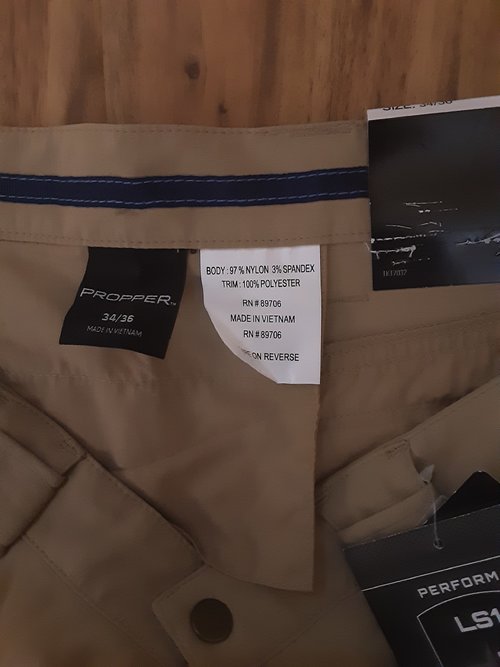 SIZE: 34/36
PROPPER™
34/36
MADE IN VIETNAM
BODY: 97 % NYLON 3% SPANDEX
TRIM: 100% POLYESTER
RN # 89706
MADE IN VIETNAM
RN # 89706
ON REVERSE
PERFORM
LS1